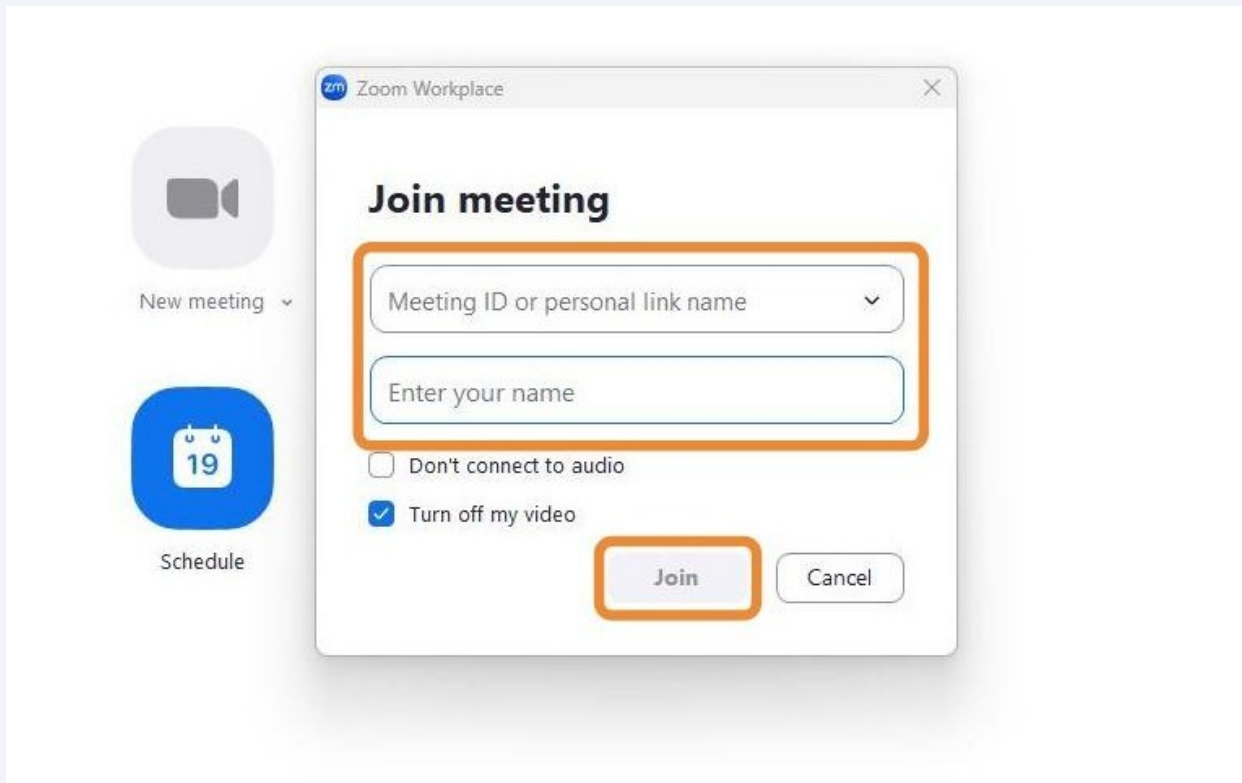 zm Zoom Workplace
Join meeting
New meeting
Meeting ID or personal link name
Enter your name
19
Don't connect to audio
Turn off my video
Schedule
Join Cancel